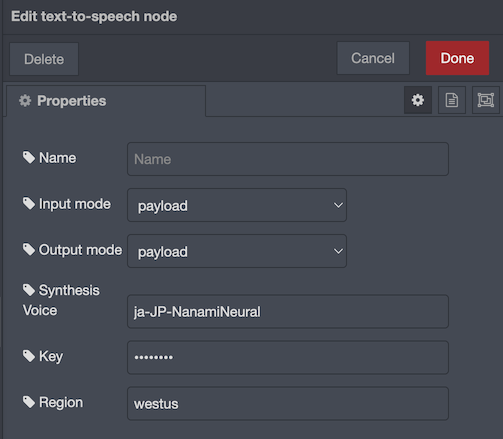 Edit text-to-speech node
Delete
Cancel
Done
Properties
Name
Name
Input mode
payload
Output mode
payload
Synthesis
Voice
ja-JP-NanamiNeural
Key
••••••••
Region
westus